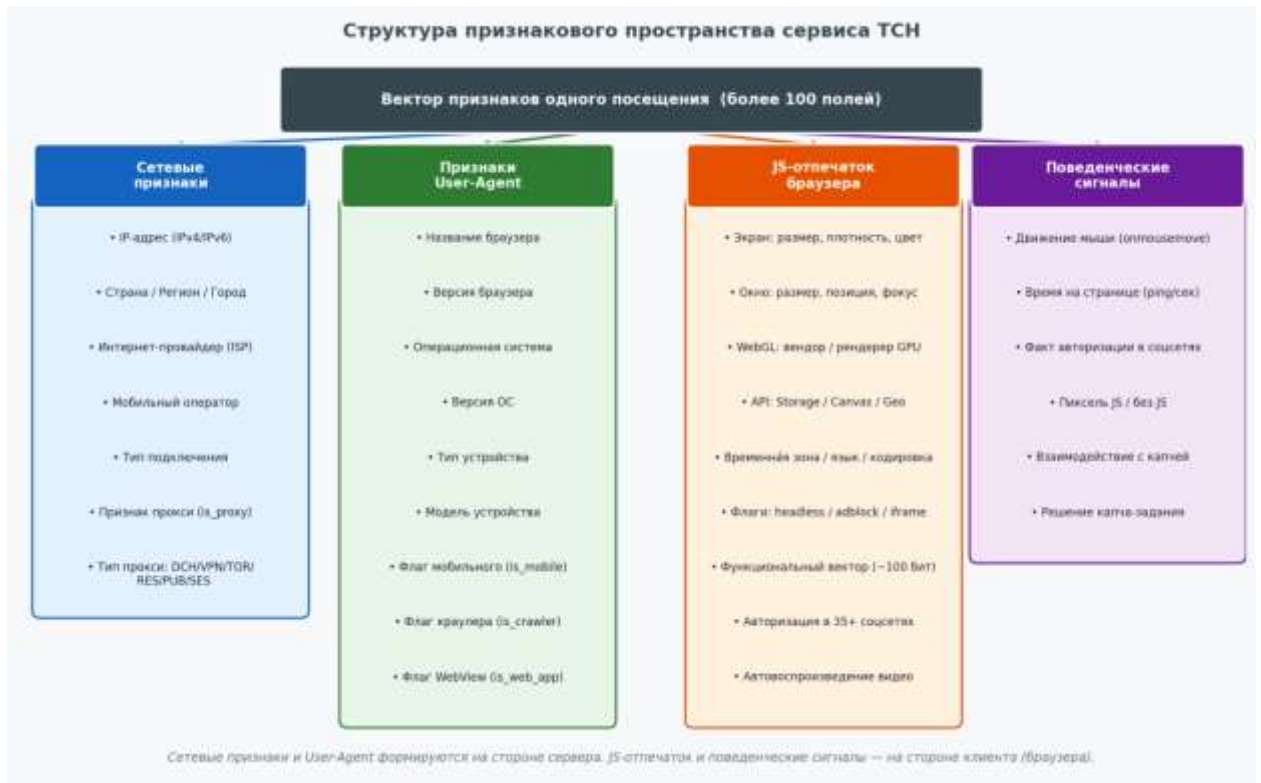 Структура признакового пространства сервиса ТСН
Вектор признаков одного посещения (более 100 полей)
Сетевые
признаки
• IP-адрес (IPv4/IPv6)
• Страна / Регион / Город
• Интернет-провайдер (ISP)
• Мобильный оператор
• Тип подключения
• Признак прокси (is_proxy)
• Тип прокси: DCH/VPN/TOR/
RES/PUB/SES
Признаки
User-Agent
• Название браузера
• Версия браузера
• Операционная система
• Версия ОС
• Тип устройства
• Модель устройства
• Флаг мобильного (is_mobile)
• Флаг краулера (is_crawler)
• Флаг WebView (is_web_app)
JS-отпечаток
браузера
• Экран: размер, плотность, цвет
• Окно: размер, позиция, фокус
• WebGL: вендор / рендерер GPU
• API: Storage / Canvas / Geo
• Временная зона / язык / кодировка
• Флаги: headless / adblock / iframe
• Функциональный вектор (~100 бит)
• Авторизация в 35+ соцсетях
• Автовоспроизведение видео
Поведенческие
сигналы
• Движение мыши (onmousemove)
• Время на странице (ping/сек)
• Факт авторизации в соцсетях
• Пиксель JS / без JS
• Взаимодействие с капчей
• Решение капча-задания
Сетевые признаки и User-Agent формируются на стороне сервера. JS-отпечаток и поведенческие сигналы — на стороне клиента (браузера).